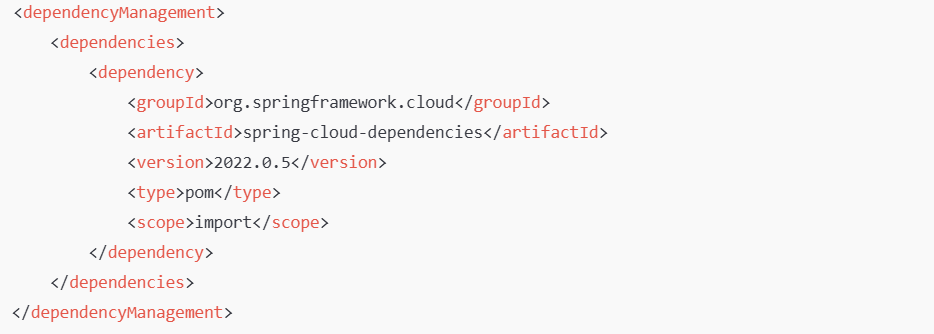 <dependencyManagement>
    <dependencies>
        <dependency>
            <groupId>org.springframework.cloud</groupId>
            <artifactId>spring-cloud-dependencies</artifactId>
            <version>2022.0.5</version>
            <type>pom</type>
            <scope>import</scope>
        </dependency>
    </dependencies>
</dependencyManagement>